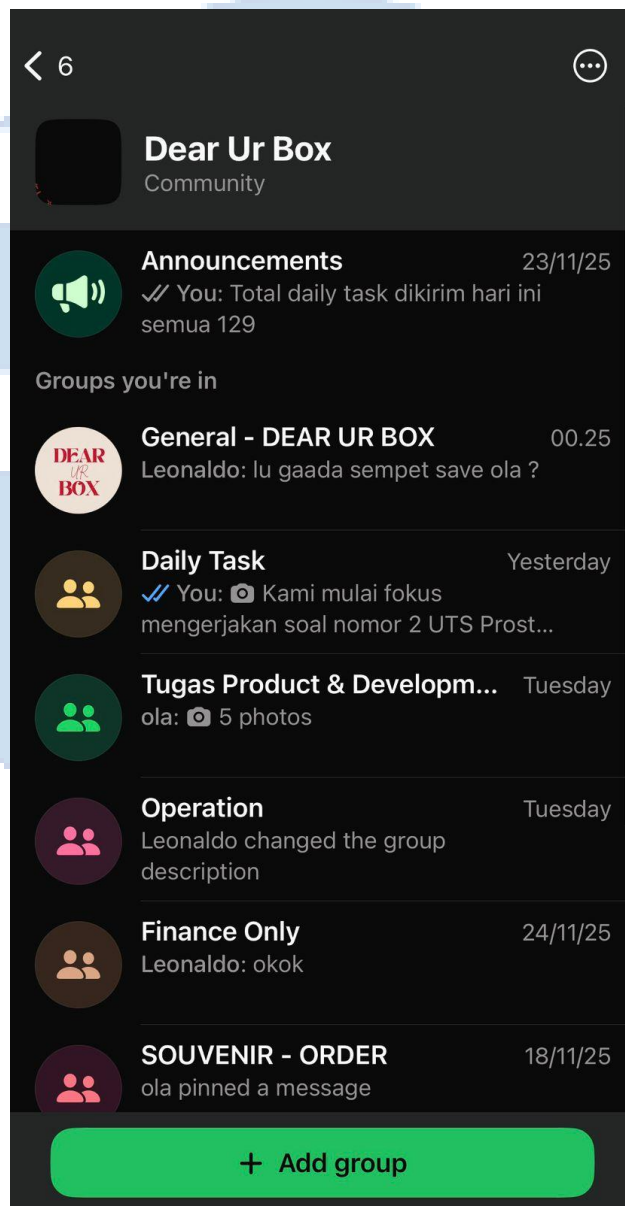 6
Dear Ur Box
Community
Announcements 23/11/25
You: Total daily task dikirim hari ini
semua 129
Groups you're in
DEAR
UR
BOX
General - DEAR UR BOX 00.25
Leonaldo: lu gaada sempet save ola ?
Daily Task Yesterday
You: Kami mulai fokus
mengerjakan soal nomor 2 UTS Prost...
Tugas Product & Developm... Tuesday
ola: 5 photos
Operation Tuesday
Leonaldo changed the group
description
Finance Only 24/11/25
Leonaldo: okok
SOUVENIR - ORDER 18/11/25
ola pinned a message
+ Add group